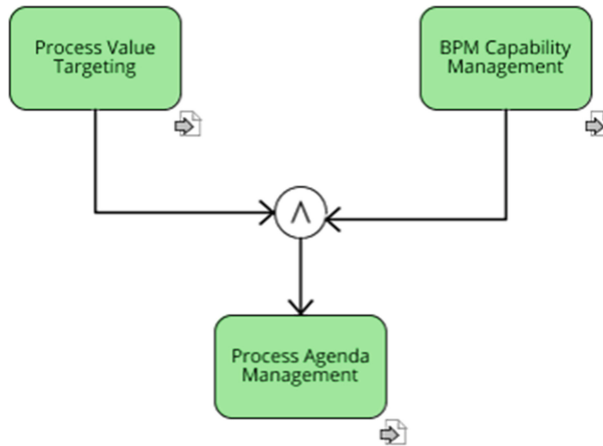 Process Value
Targeting
BPM Capability
Management
∧
Process Agenda
Management